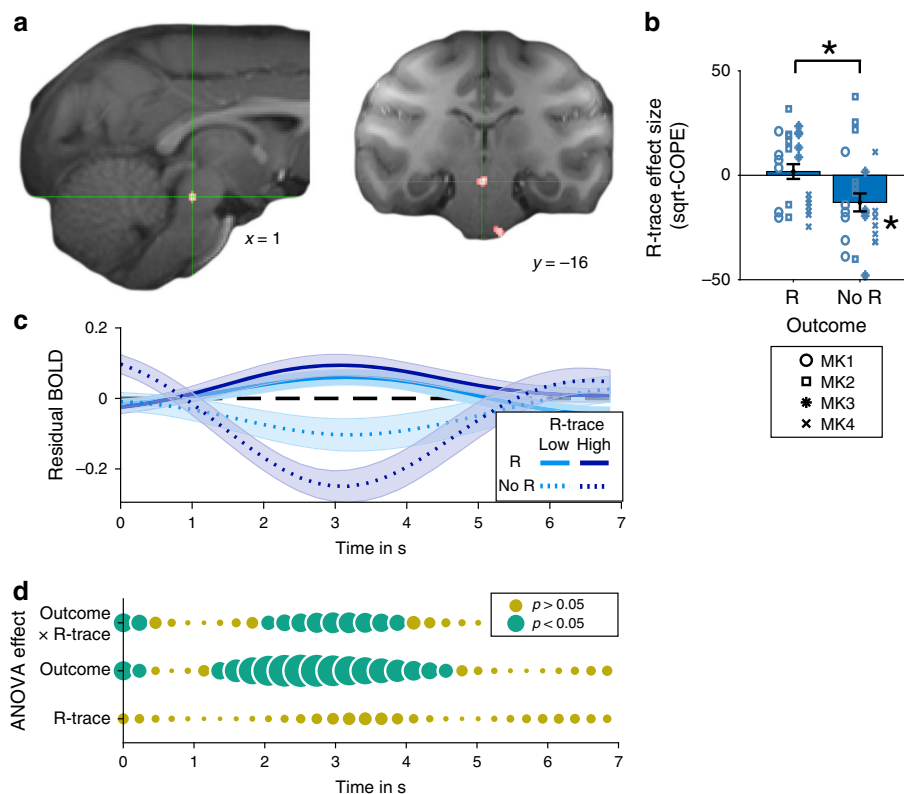 a
x = 1
y = −16
b
R-trace effect size
(sqrt-COPE)
50
0
−50
*
*
R
No R
Outcome
MK1
MK2
MK3
MK4
c
Residual BOLD
0.2
0
−0.2
R-trace
Low High
R
No R
0 1 2 3 4 5 6 7
Time in s
d
ANOVA effect
Outcome
× R-trace
Outcome
R-trace
p > 0.05
p < 0.05
0 1 2 3 4 5 6 7
Time in s